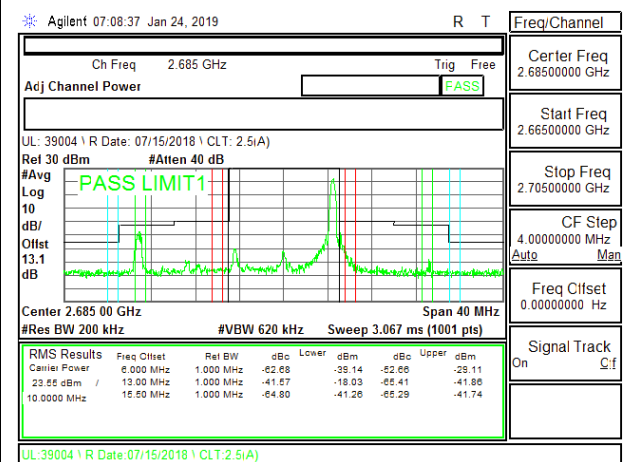 Agilent 07:08:37 Jan 24, 2019 R T
Freq/Channel
Ch Freq 2.685 GHz Trig Free
Adj Channel Power
PASS
Center Freq
2.68500000 GHz
Start Freq
2.66500000 GHz
Stop Freq
2.70500000 GHz
CF Step
4.00000000 MHz
Auto Man
Freq Offset
0.00000000 Hz
Signal Track
On Off
UL: 39004 \ R Date: 07/15/2018 \ CLT: 2.5(A)
Ref 30 dBm #Atten 40 dB
#Avg
Log
10
dB/
Offst
13.1
dB
PASS LIMIT1
Center 2.685 00 GHz Span 40 MHz
#Res BW 200 kHz #VBW 620 kHz Sweep 3.067 ms (1001 pts)
RMS Results Freq Offset Ref BW dBc Lower dBm dBc Upper dBm
Carrier Power 6.000 MHz 1.000 MHz -62.68 -39.14 -52.66 -29.11
/ 13.00 MHz 1.000 MHz -41.57 -18.03 -65.41 -41.86
10.0000 MHz 15.50 MHz 1.000 MHz -64.80 -41.26 -65.29 -41.74
UL:39004 \ R Date:07/15/2018 \ CLT:2.5(A)